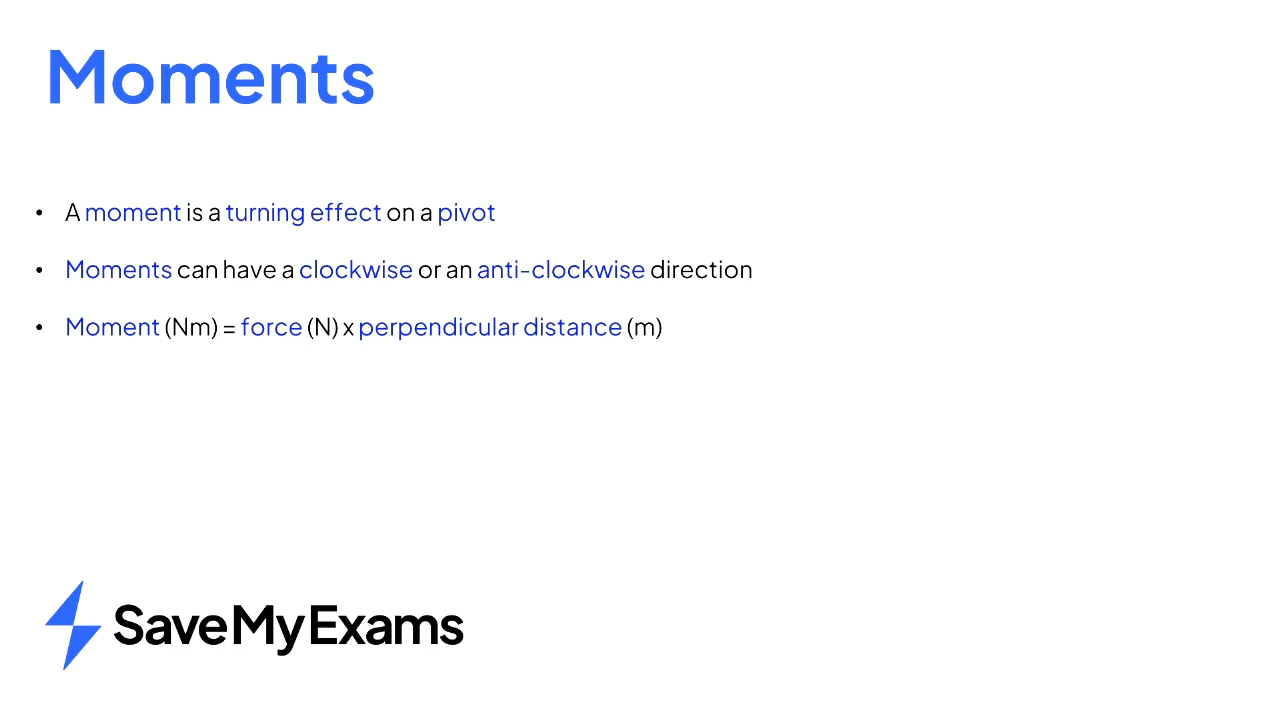 Moments
• A moment is a turning effect on a pivot
• Moments can have a clockwise or an anti-clockwise direction
• Moment (Nm) = force (N) x perpendicular distance (m)
SaveMyExams